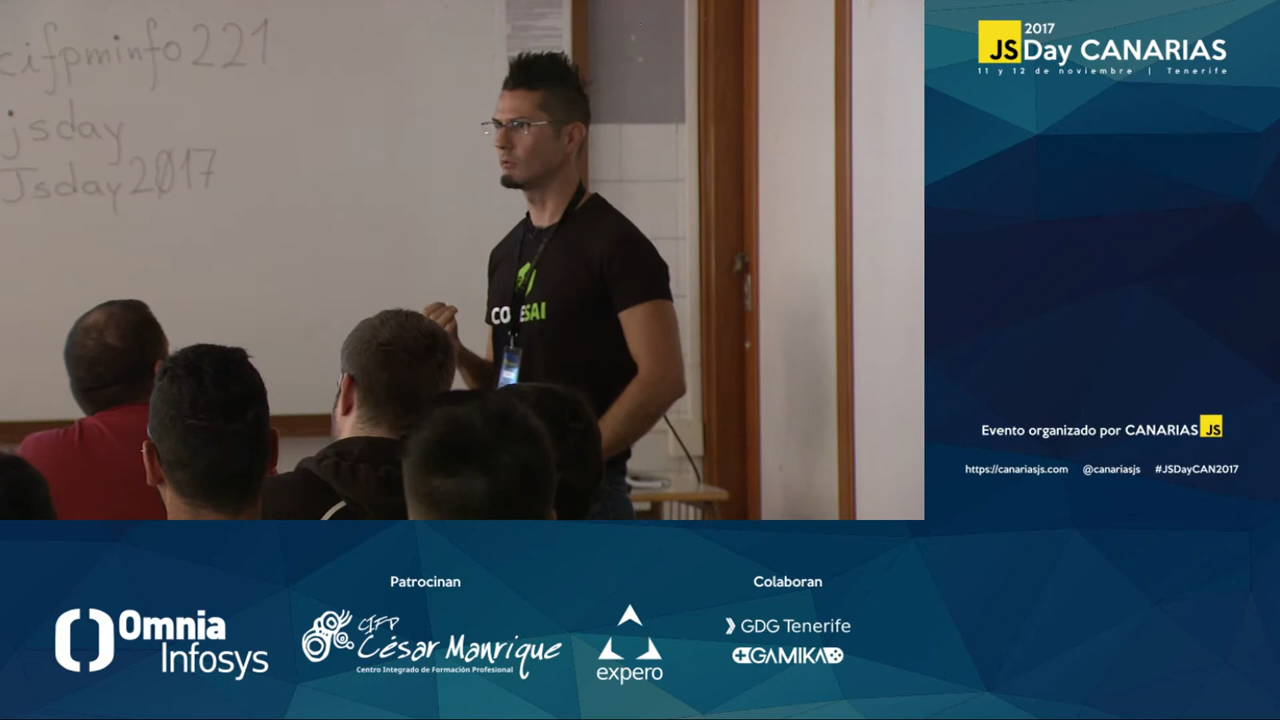 cifpminfo221
jsday
Jsday2017
CO ESAI
2017
JS Day CANARIAS
11 y 12 de noviembre | Tenerife
Evento organizado por CANARIAS JS
https://canariasjs.com @canariasjs #JSDayCAN2017
Patrocinan
Omnia
Infosys
CIFP
César Manrique
Centro Integrado de Formación Profesional
expero
Colaboran
GDG Tenerife
GAMIKA